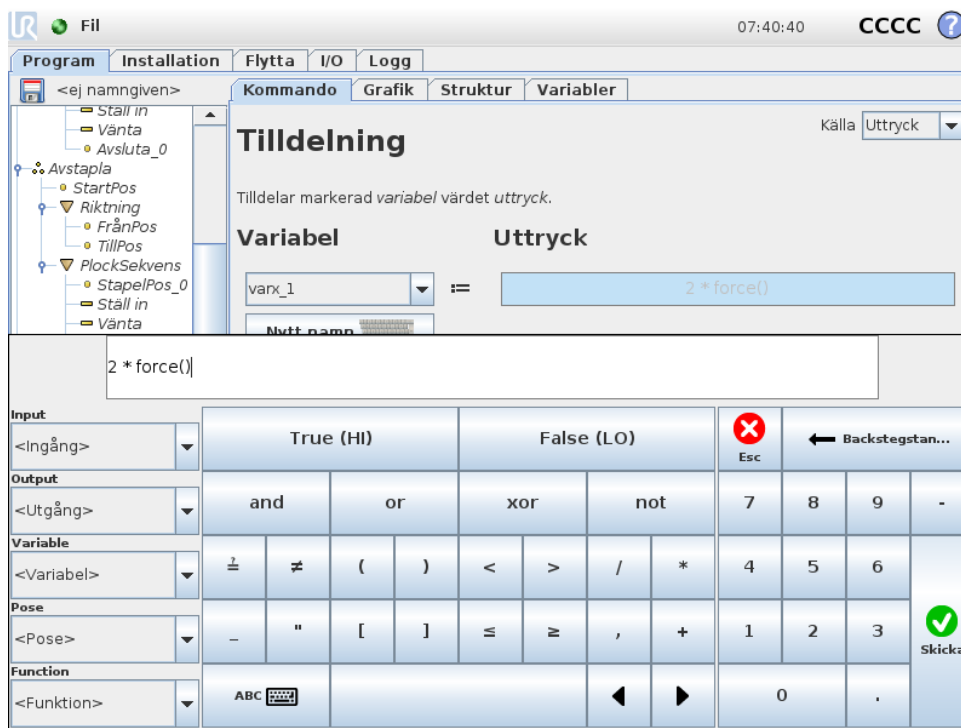 UR Fil 07:40:40 CCCC ?
Program Installation Flytta I/O Logg
<ej namngiven> Kommando Grafik Struktur Variabler
Ställ in
Vänta
Avsluta_0
Avstapla
StartPos
Riktning
FrånPos
TillPos
PlockSekvens
StapelPos_0
Ställ in
Vänta
Källa Uttryck
Tilldelning
Tilldelar markerad variabel värdet uttryck.
Variabel Uttryck
varx_1 := 2 * force()
Nytt namn
2 * force()
Input
<Ingång>
Output
<Utgång>
Variable
<Variabel>
Pose
<Pose>
Function
<Funktion>
True (HI) False (LO) Esc Backstegstan...
and or xor not 7 8 9 -
≟ ≠ ( ) < > / * 4 5 6
_ " [ ] ≤ ≥ , + 1 2 3 Skicka
ABC 0 .